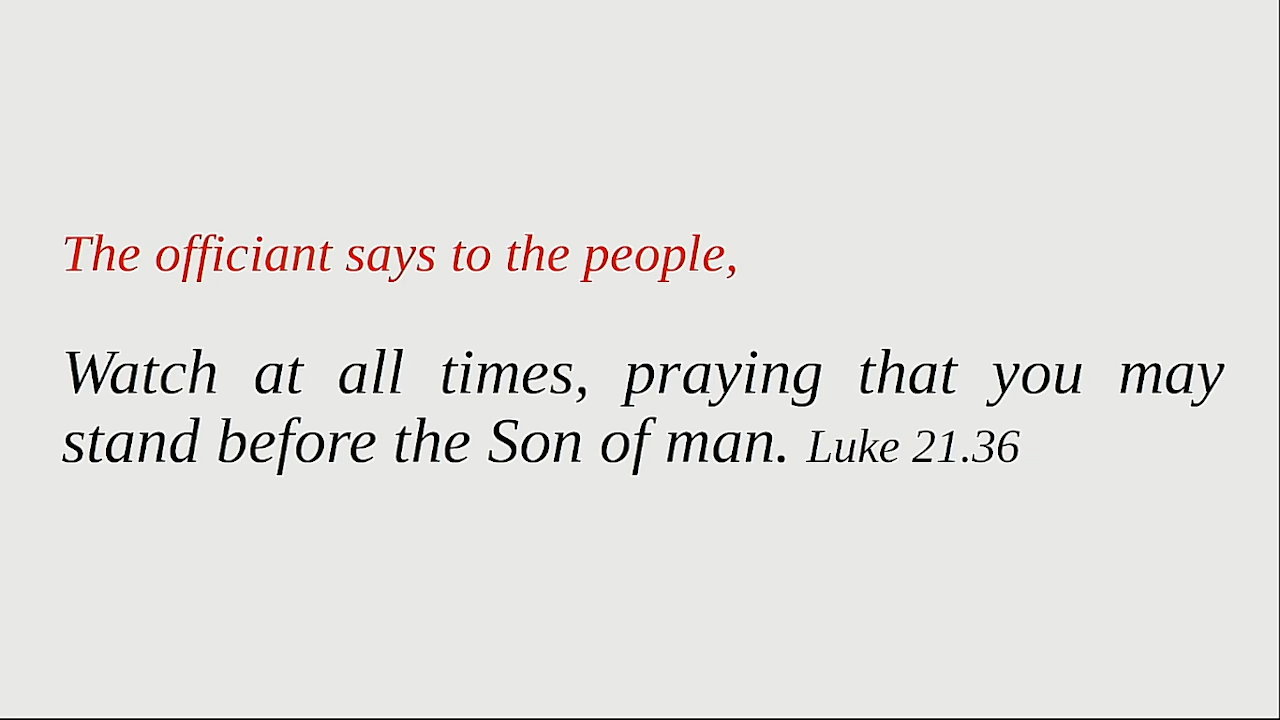 The officiant says to the people,
Watch at all times, praying that you may
stand before the Son of man. Luke 21.36